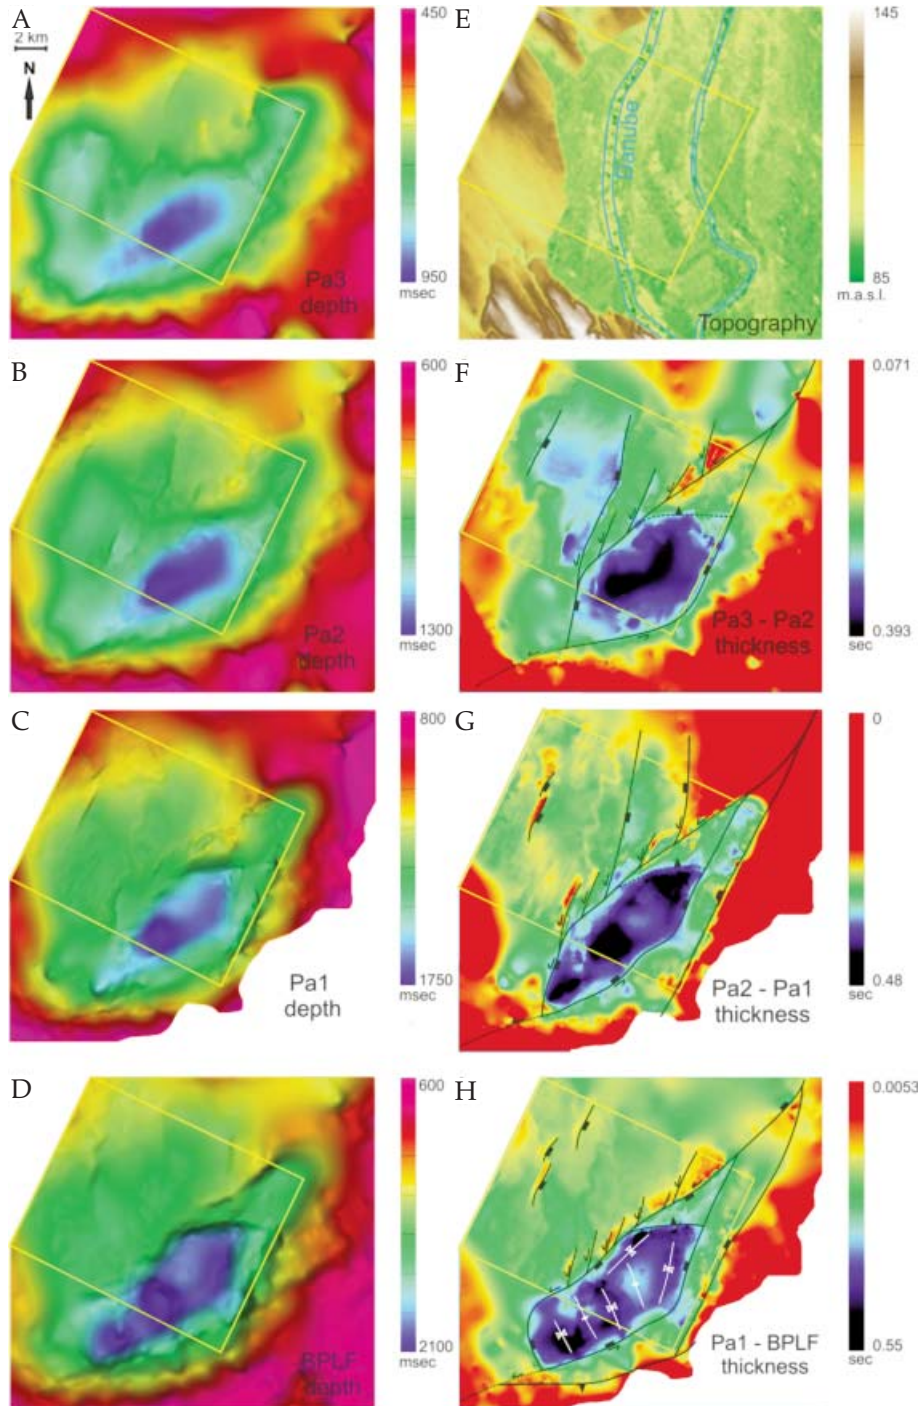 A
2 km
N
450
Pa3
depth
950
msec
E
Danube
145
85
m.a.s.l.
Topography
B
600
Pa2
depth
1300
msec
F
0.071
Pa3 - Pa2
thickness
0.393
sec
C
800
Pa1
depth
1750
msec
G
0
Pa2 - Pa1
thickness
0.48
sec
D
600
BPLF
depth
2100
msec
H
0.0053
Pa1 - BPLF
thickness
0.55
sec